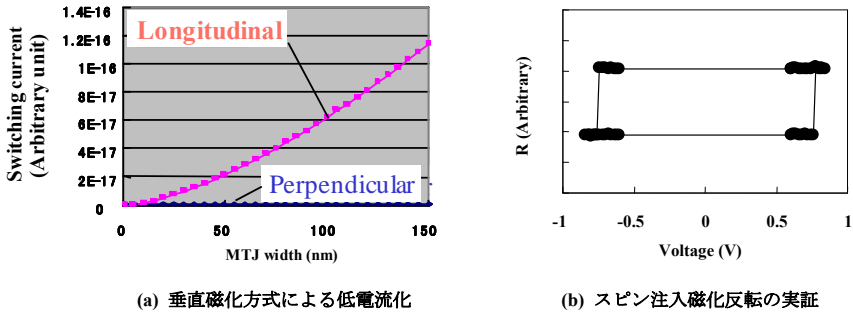 Switching current
(Arbitrary unit)
1.4E-16
1.2E-16
1E-16
8E-17
6E-17
4E-17
2E-17
0
Longitudinal
Perpendicular
0 50 100 150
MTJ width (nm)
(a) 垂直磁化方式による低電流化
R (Arbitrary)
-1 -0.5 0 0.5 1
Voltage (V)
(b) スピン注入磁化反転の実証